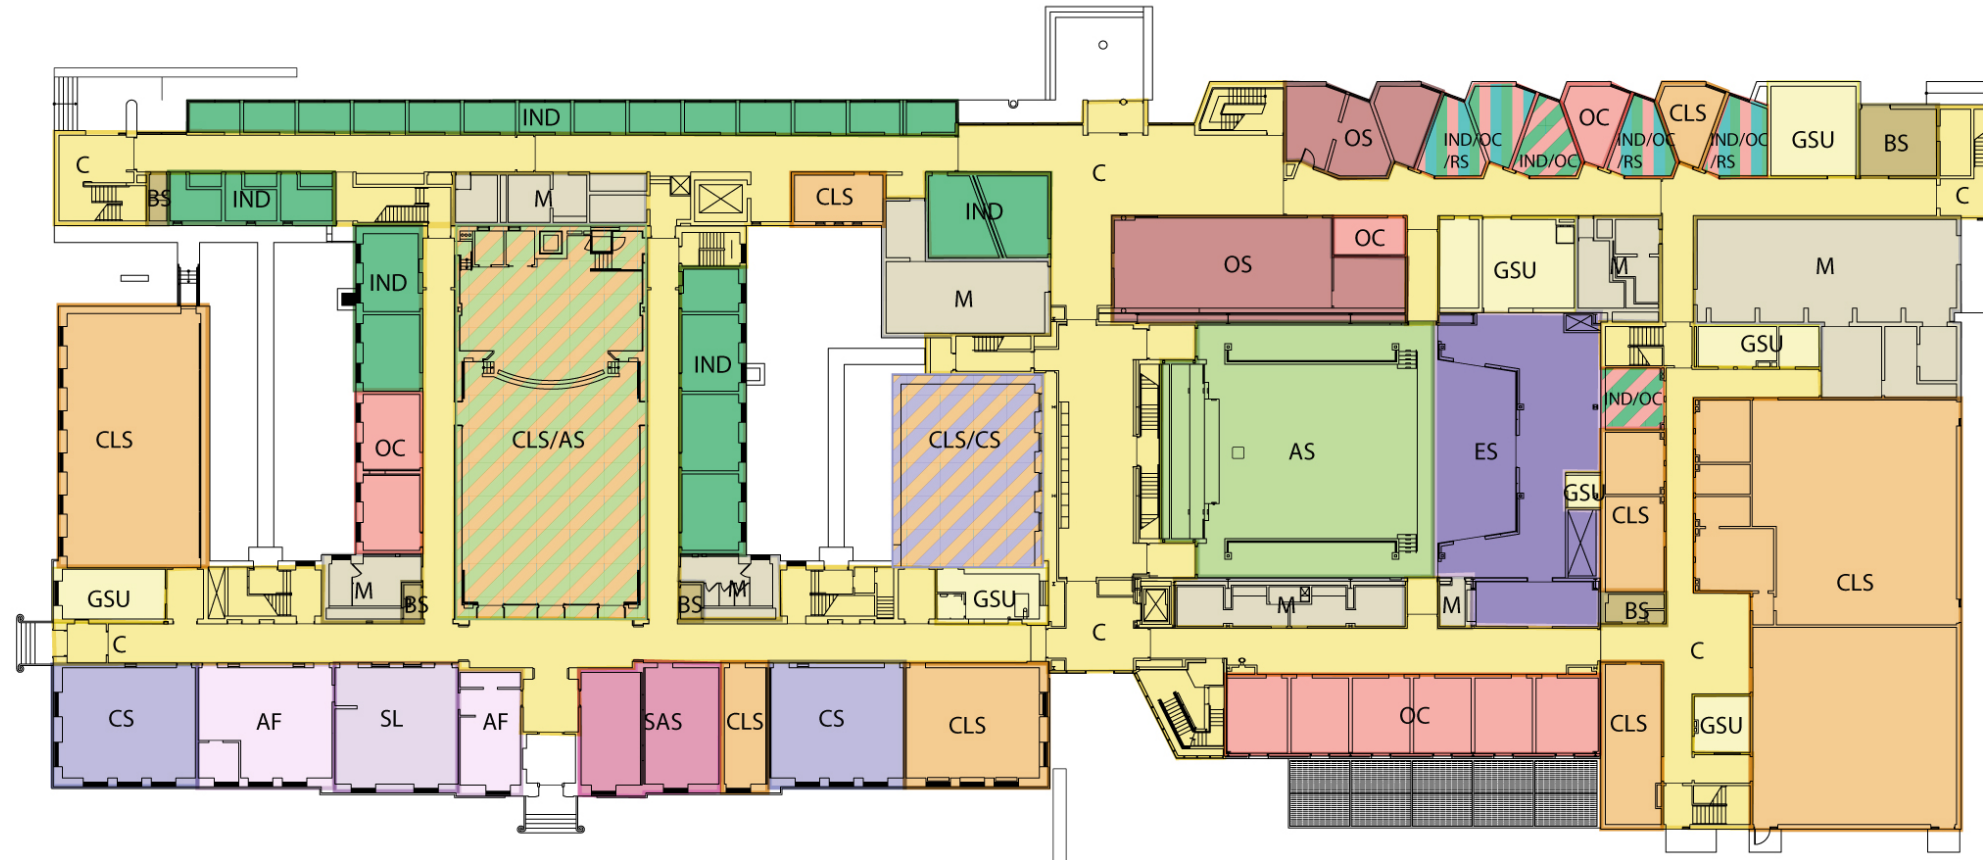 IND
OS
IND/OC
/RS
IND/OC
OC
IND/OC
/RS
CLS
IND/OC
/RS
GSU
BS
C
BS
IND
M
CLS
IND
C
C
IND
M
OS
OC
GSU
M
M
CLS
OC
CLS/AS
IND
CLS/CS
AS
ES
GSU
IND/OC
CLS
GSU
CLS
GSU
M
BS
BS
M
GSU
M
M
BS
C
C
C
CS
AF
SL
AF
SAS
CLS
CS
CLS
OC
CLS
GSU